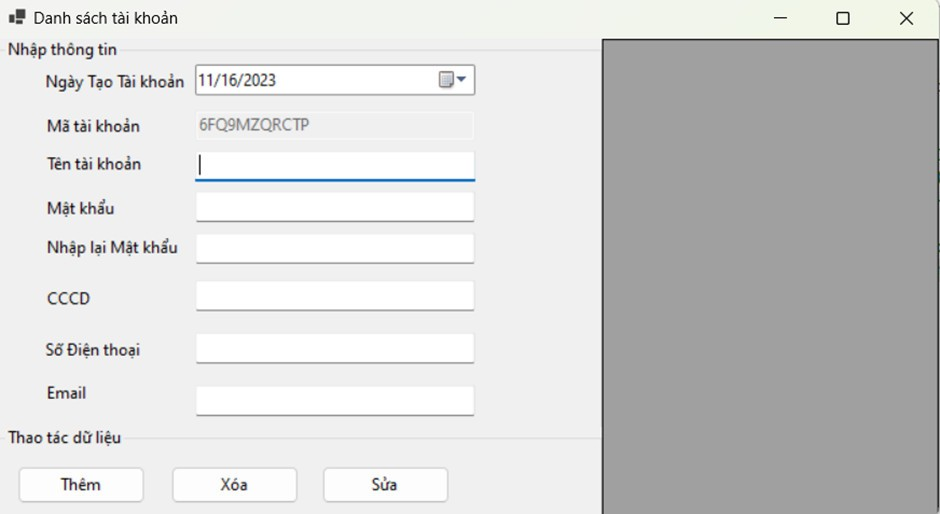 Danh sách tài khoản
Nhập thông tin
Ngày Tạo Tài khoản 11/16/2023
Mã tài khoản 6FQ9MZQRCTP
Tên tài khoản
Mật khẩu
Nhập lại Mật khẩu
CCCD
Số Điện thoại
Email
Thao tác dữ liệu
Thêm Xóa Sửa